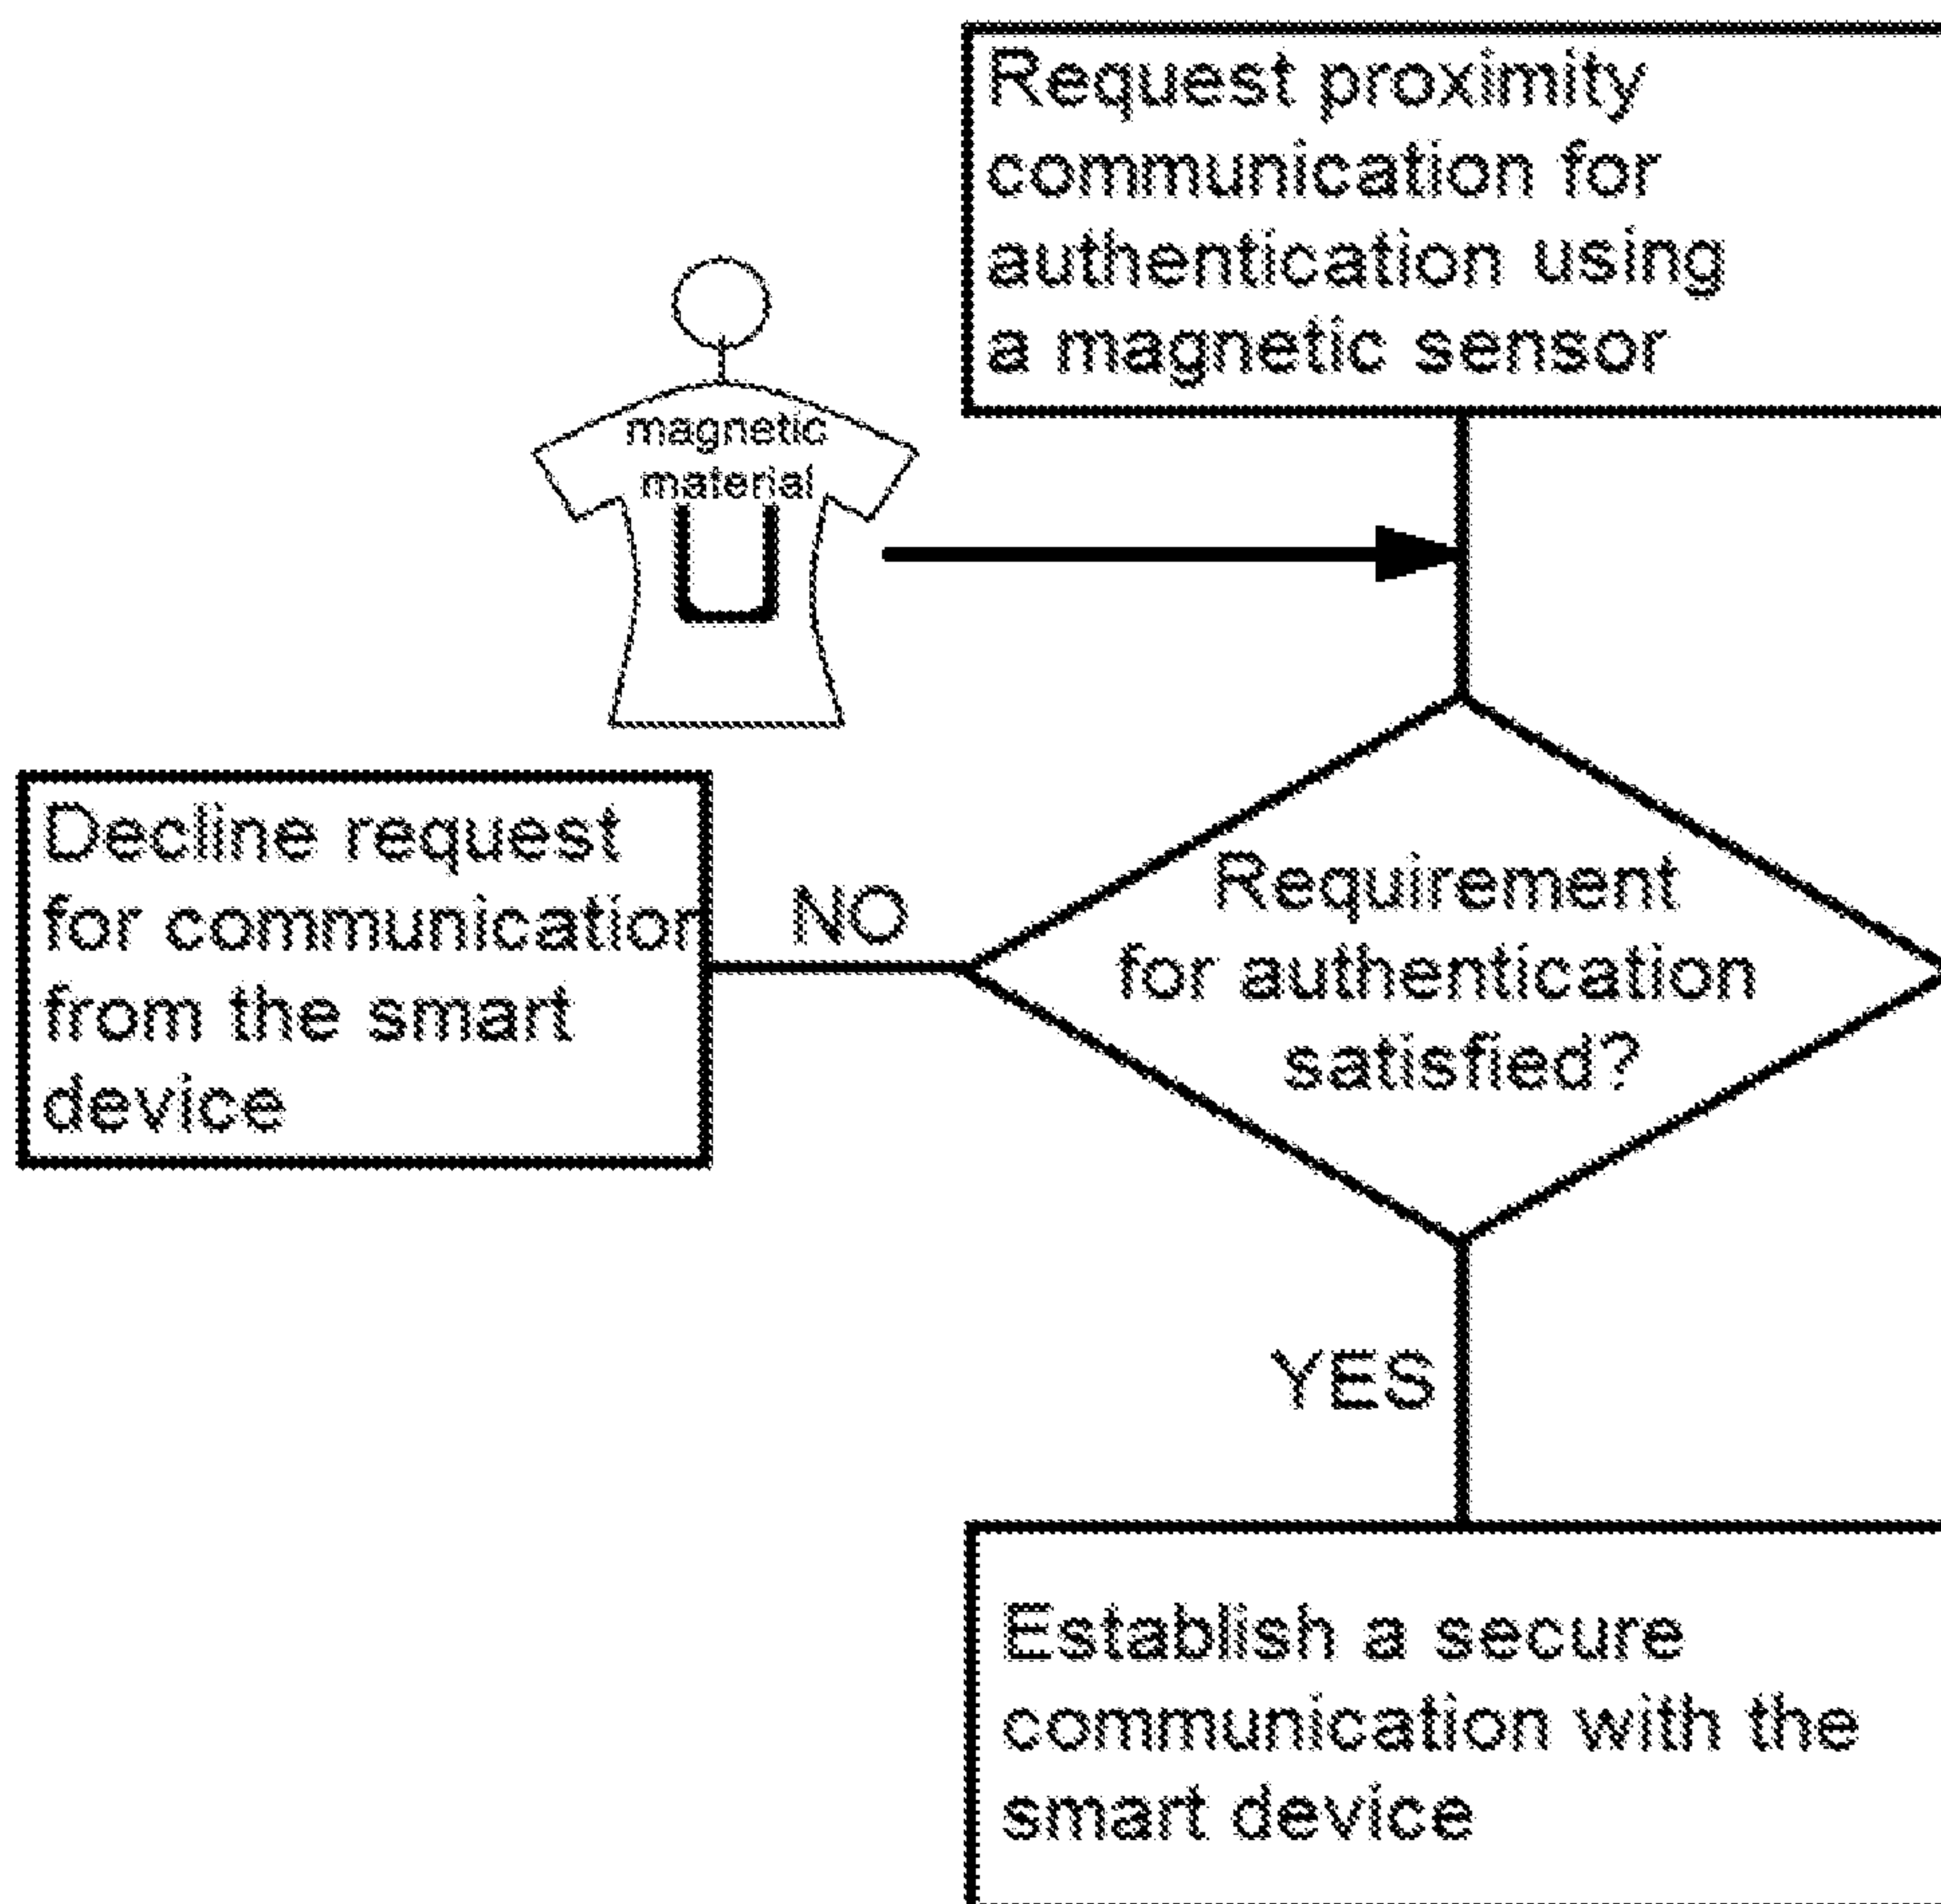 Request proximity
communication for
authentication using
a magnetic sensor
magnetic
material
Decline request
for communication
from the smart
device
NO
Requirement
for authentication
satisfied?
YES
Establish a secure
communication with the
smart device